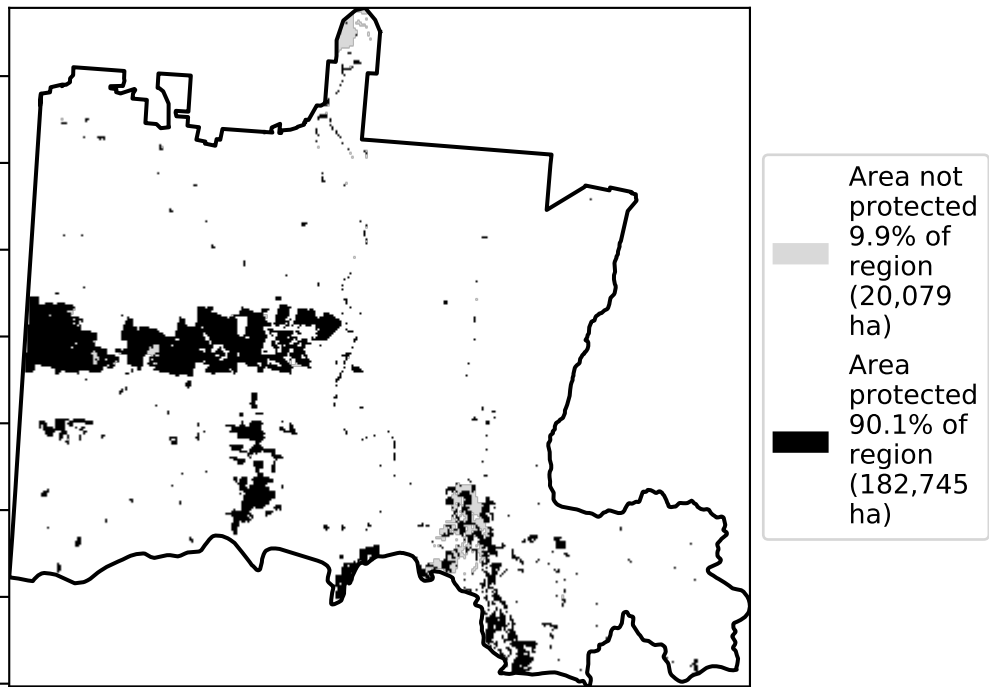 Area not
protected
9.9% of
region
(20,079
ha)
Area
protected
90.1% of
region
(182,745
ha)